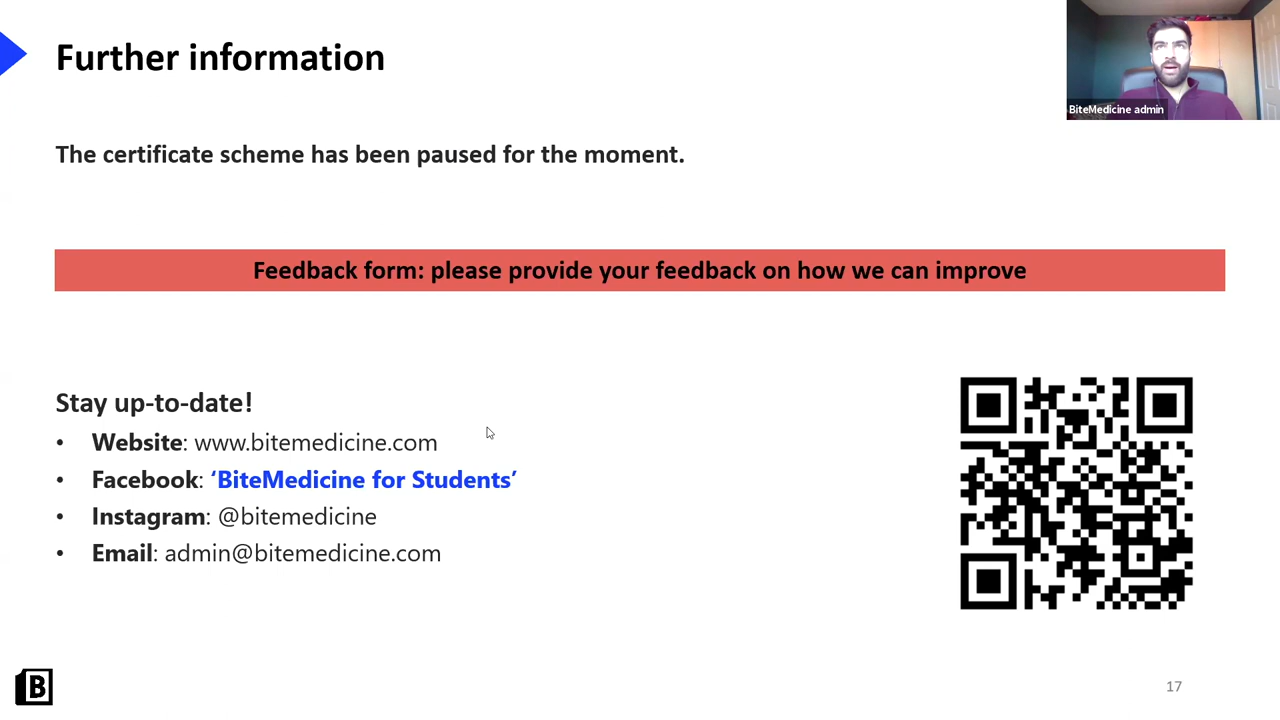 Further information
BiteMedicine admin
The certificate scheme has been paused for the moment.
Feedback form: please provide your feedback on how we can improve
Stay up-to-date!
• Website: www.bitemedicine.com
• Facebook: ‘BiteMedicine for Students’
• Instagram: @bitemedicine
• Email: admin@bitemedicine.com
B
17